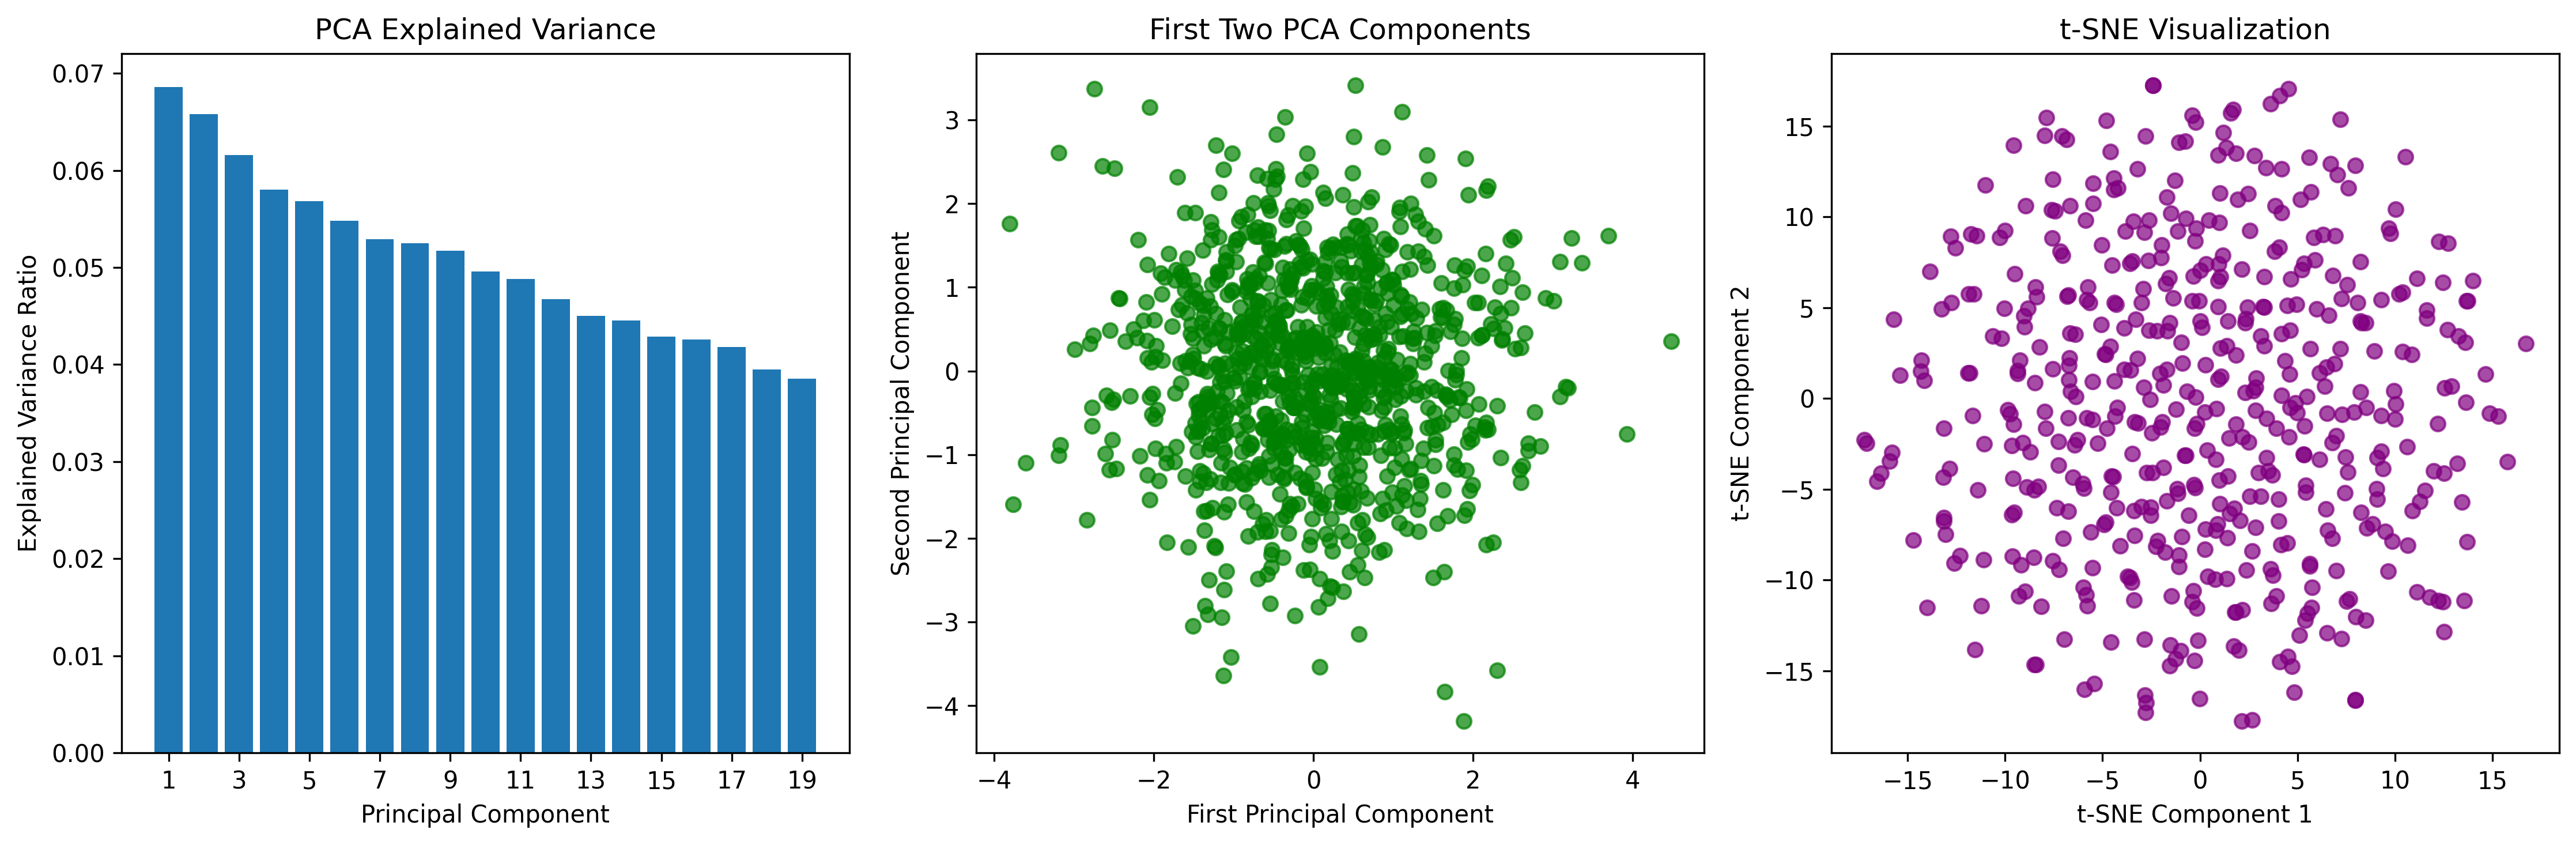 PCA Explained Variance
Explained Variance Ratio
0.07
0.06
0.05
0.04
0.03
0.02
0.01
0.00
1 3 5 7 9 11 13 15 17 19
Principal Component
First Two PCA Components
Second Principal Component
3
2
1
0
−1
−2
−3
−4
−4 −2 0 2 4
First Principal Component
t-SNE Visualization
t-SNE Component 2
15
10
5
0
−5
−10
−15
−15 −10 −5 0 5 10 15
t-SNE Component 1